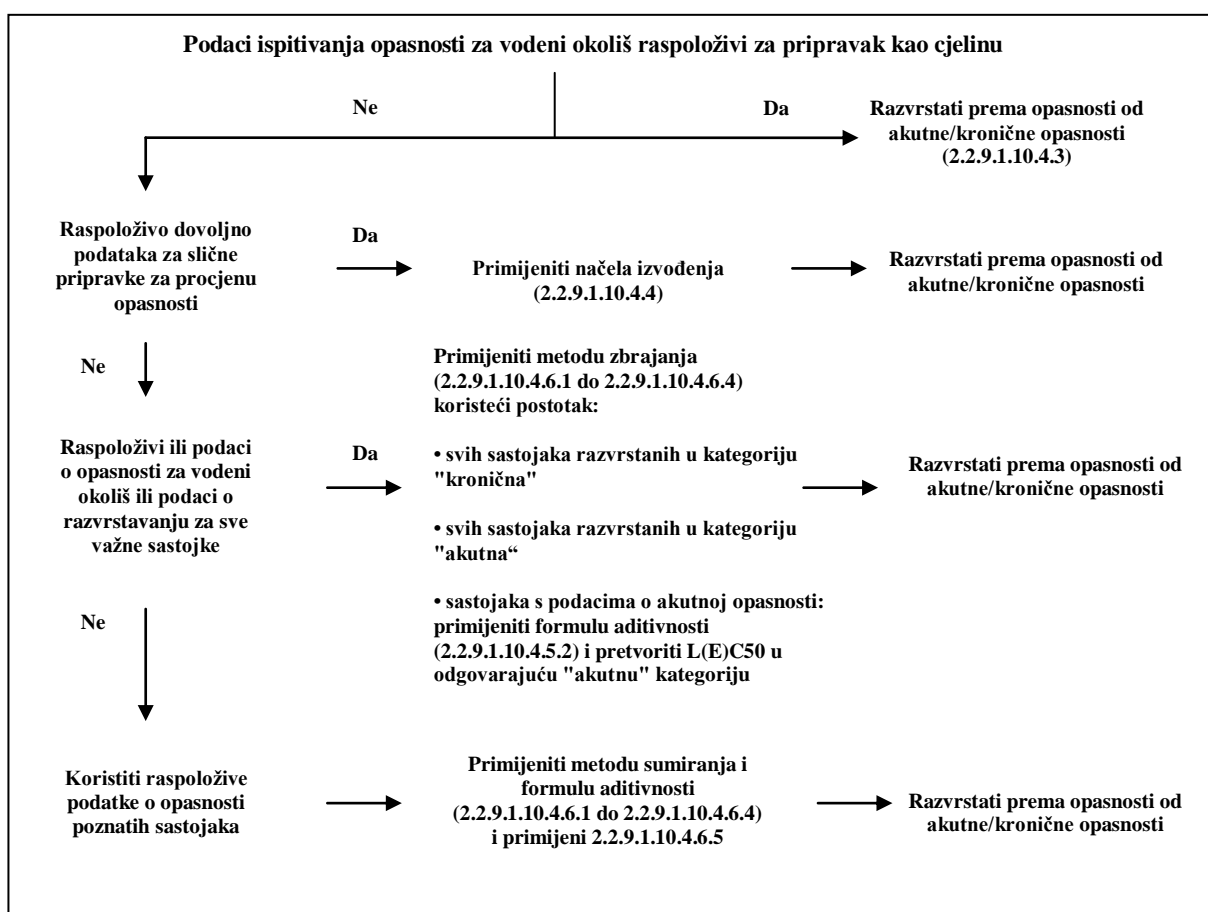 Podaci ispitivanja opasnosti za vodeni okoliš raspoloživi za pripravak kao cjelinu
Ne
Da
Razvrstati prema opasnosti od
akutne/kronične opasnosti
(2.2.9.1.10.4.3)
Raspoloživo dovoljno
podataka za slične
pripravke za procjenu
opasnosti
Da
Primijeniti načela izvođenja
(2.2.9.1.10.4.4)
Razvrstati prema opasnosti od
akutne/kronične opasnosti
Ne
Primijeniti metodu zbrajanja
(2.2.9.1.10.4.6.1 do 2.2.9.1.10.4.6.4)
koristeći postotak:
Raspoloživi ili podaci
o opasnosti za vodeni
okoliš ili podaci o
razvrstavanju za sve
važne sastojke
Da
• svih sastojaka razvrstanih u kategoriju
"kronična"
• svih sastojaka razvrstanih u kategoriju
"akutna“
• sastojaka s podacima o akutnoj opasnosti:
primijeniti formulu aditivnosti
(2.2.9.1.10.4.5.2) i pretvoriti L(E)C50 u
odgovarajuću "akutnu" kategoriju
Razvrstati prema opasnosti od
akutne/kronične opasnosti
Ne
Koristiti raspoložive
podatke o opasnosti
poznatih sastojaka
Primijeniti metodu sumiranja i
formulu aditivnosti
(2.2.9.1.10.4.6.1 do 2.2.9.1.10.4.6.4)
i primijeni 2.2.9.1.10.4.6.5
Razvrstati prema opasnosti od
akutne/kronične opasnosti